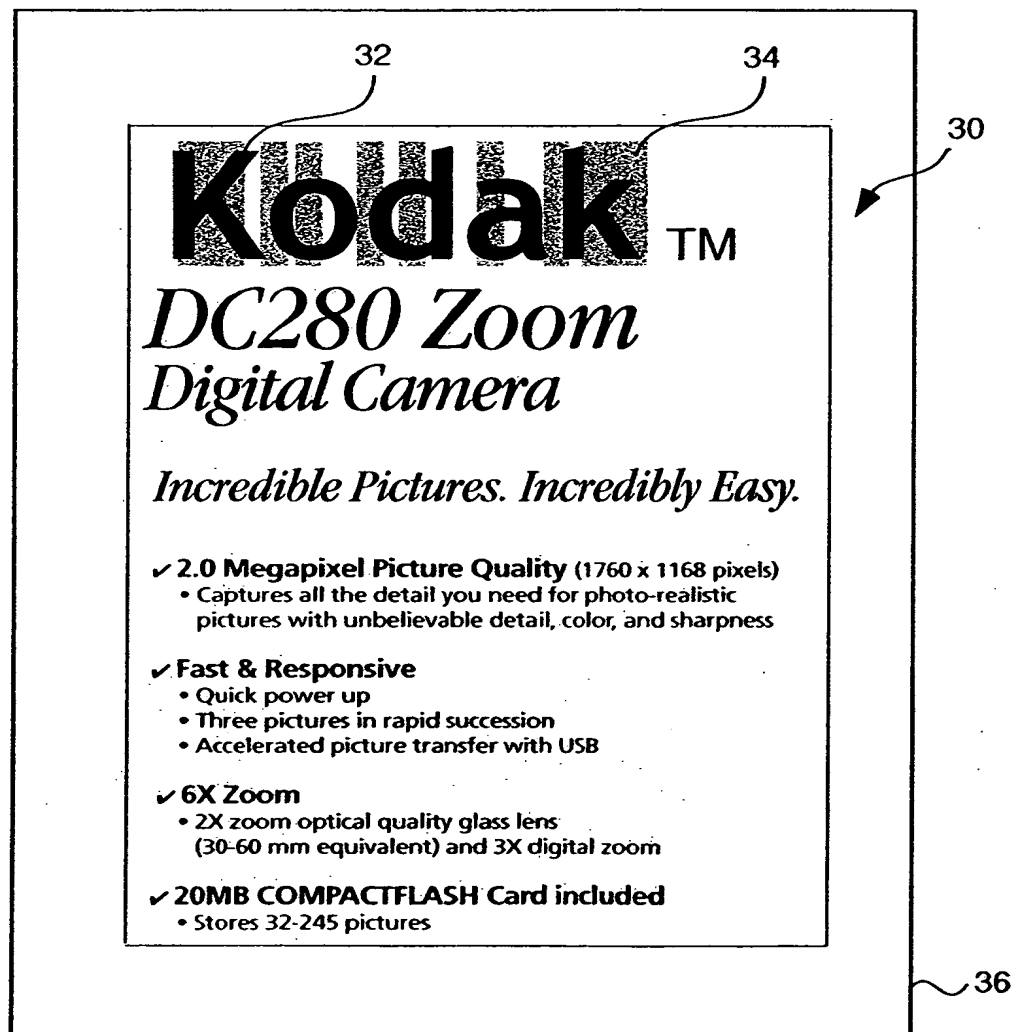 32
34
30
Kodak TM
DC280 Zoom
Digital Camera
Incredible Pictures. Incredibly Easy.
✓ 2.0 Megapixel Picture Quality (1760 x 1168 pixels)
• Captures all the detail you need for photo-realistic
pictures with unbelievable detail, color, and sharpness
✓ Fast & Responsive
• Quick power up
• Three pictures in rapid succession
• Accelerated picture transfer with USB
✓ 6X Zoom
• 2X zoom optical quality glass lens
(30-60 mm equivalent) and 3X digital zoom
✓ 20MB COMPACTFLASH Card included
• Stores 32-245 pictures
36